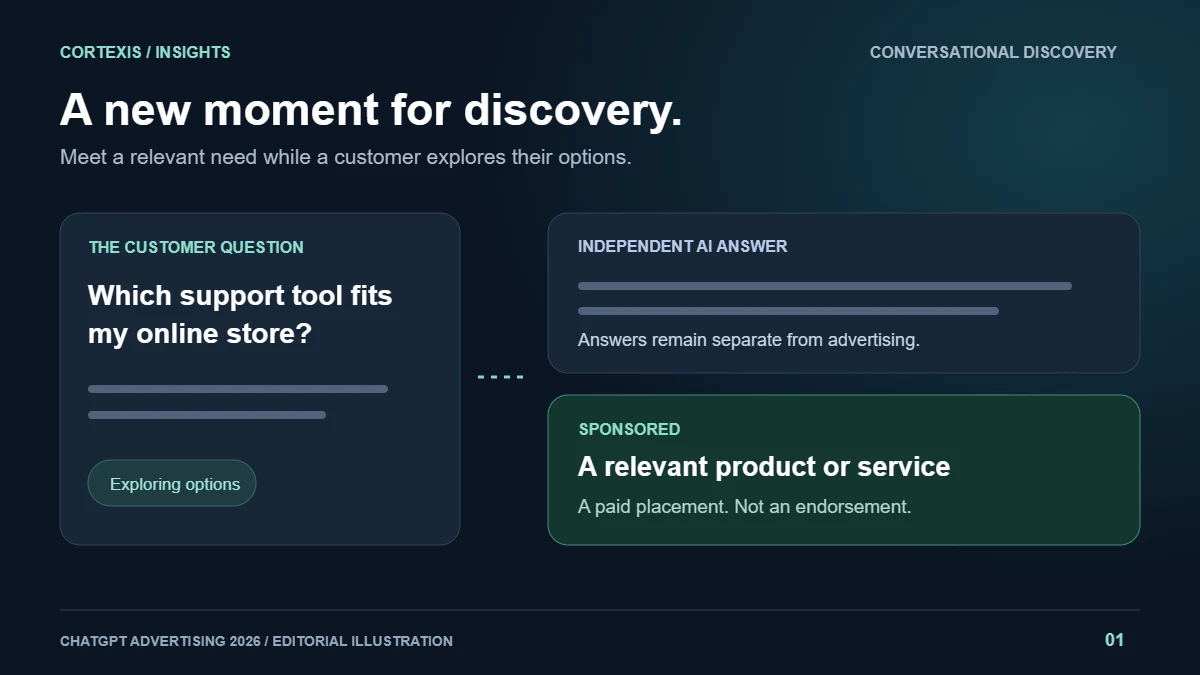 CORTEXIS / INSIGHTS
CONVERSATIONAL DISCOVERY
A new moment for discovery.
Meet a relevant need while a customer explores their options.
THE CUSTOMER QUESTION
Which support tool fits
my online store?
Exploring options
INDEPENDENT AI ANSWER
Answers remain separate from advertising.
SPONSORED
A relevant product or service
A paid placement. Not an endorsement.
CHATGPT ADVERTISING 2026 / EDITORIAL ILLUSTRATION
01